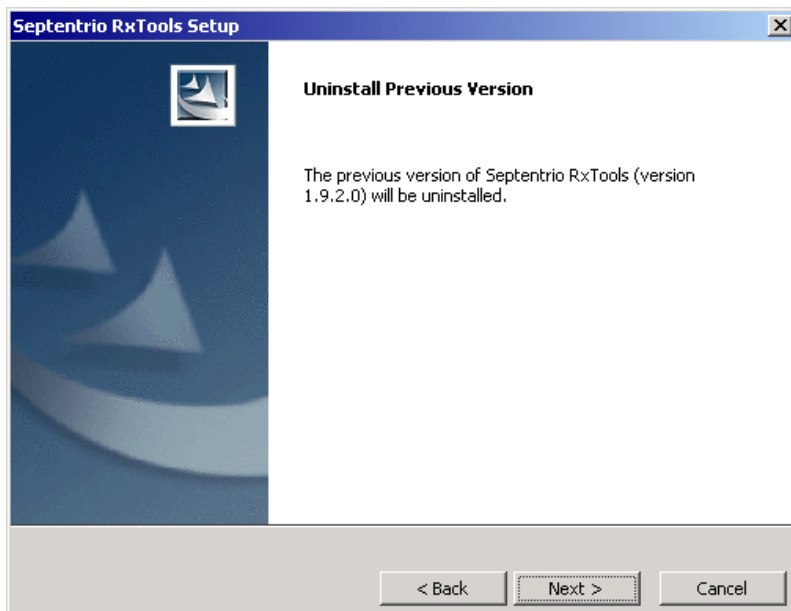 Septentrio RxTools Setup
Uninstall Previous Version
The previous version of Septentrio RxTools (version
1.9.2.0) will be uninstalled.
< Back
Next >
Cancel